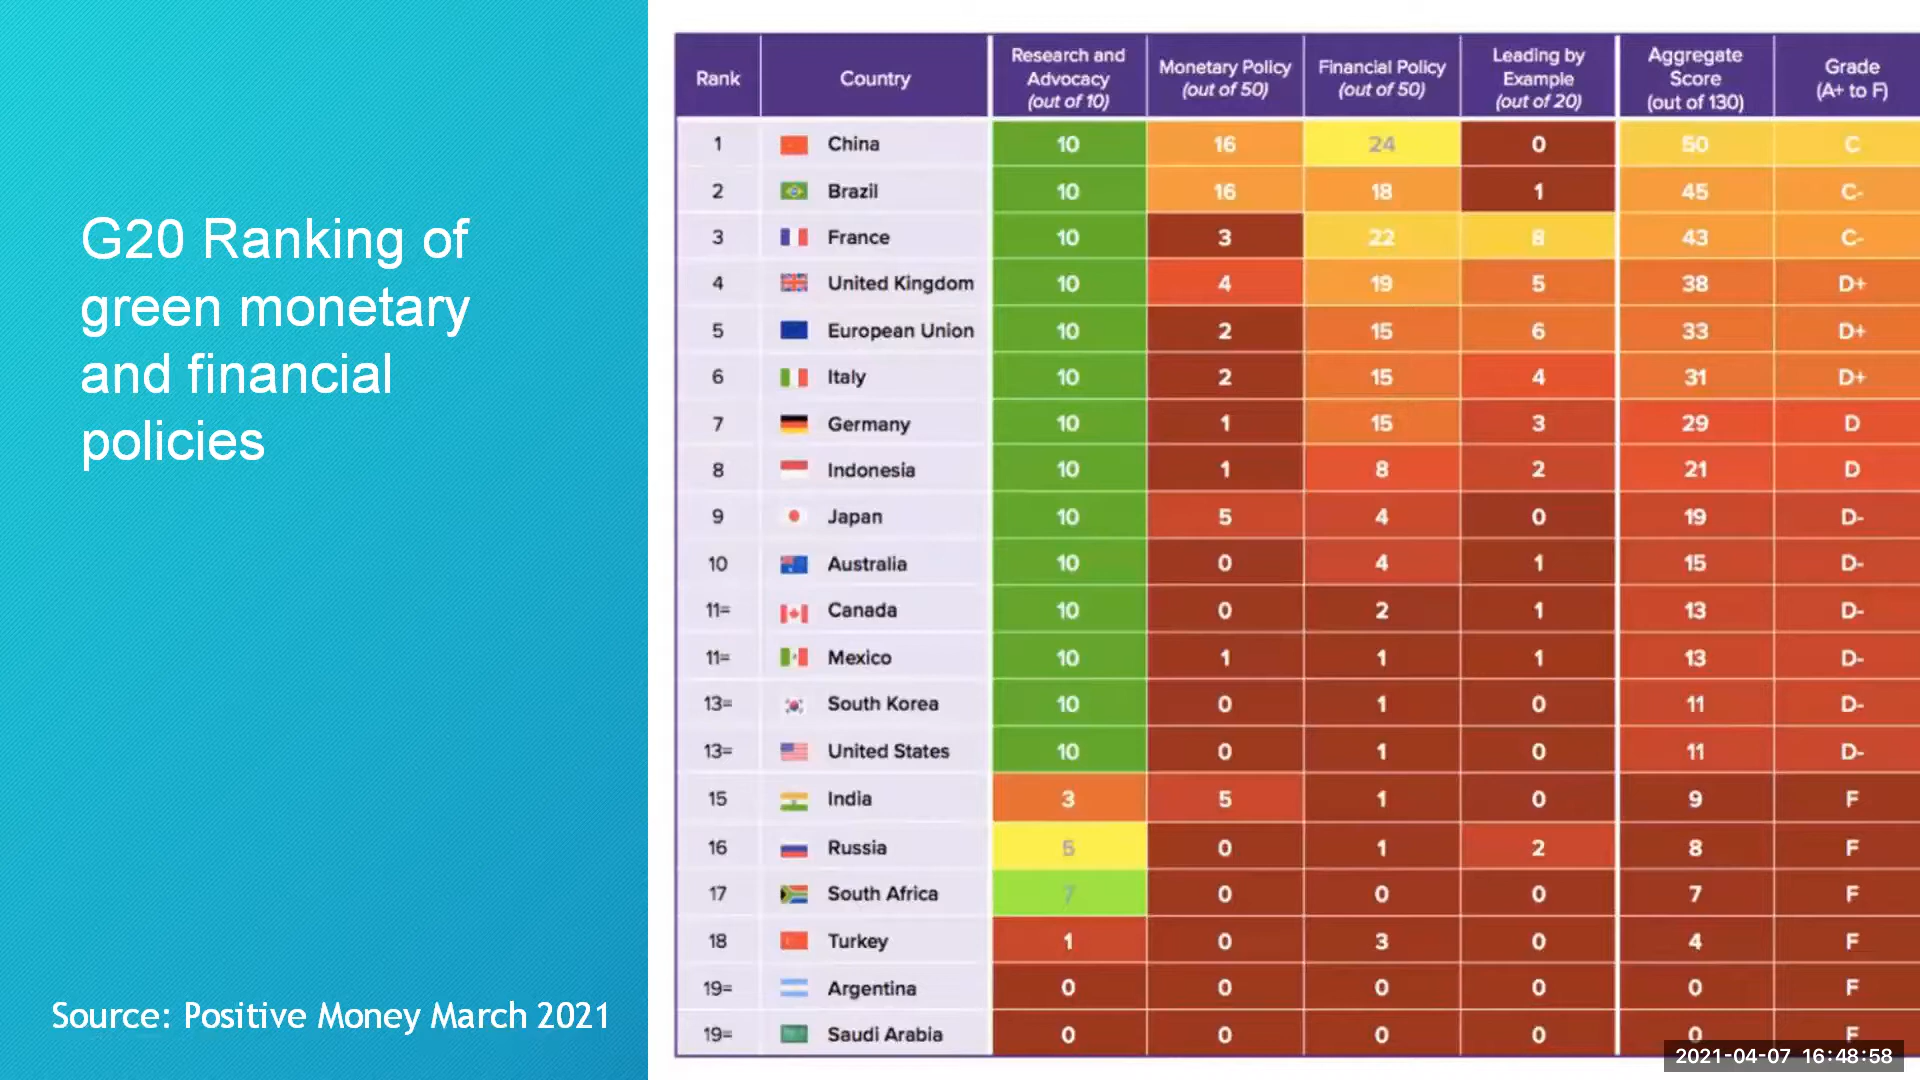 G20 Ranking of
green monetary
and financial
policies
Source: Positive Money March 2021
Rank Country Research and Advocacy (out of 10) Monetary Policy (out of 50) Financial Policy (out of 50) Leading by Example (out of 20) Aggregate Score (out of 130) Grade (A+ to F)
1 China 10 16 24 0 50 C
2 Brazil 10 16 18 1 45 C-
3 France 10 3 22 8 43 C-
4 United Kingdom 10 4 19 5 38 D+
5 European Union 10 2 15 6 33 D+
6 Italy 10 2 15 4 31 D+
7 Germany 10 1 15 3 29 D
8 Indonesia 10 1 8 2 21 D
9 Japan 10 5 4 0 19 D-
10 Australia 10 0 4 1 15 D-
11= Canada 10 0 2 1 13 D-
11= Mexico 10 1 1 1 13 D-
13= South Korea 10 0 1 0 11 D-
13= United States 10 0 1 0 11 D-
15 India 3 5 1 0 9 F
16 Russia 5 0 1 2 8 F
17 South Africa 7 0 0 0 7 F
18 Turkey 1 0 3 0 4 F
19= Argentina 0 0 0 0 0 F
19= Saudi Arabia 0 0 0 0 0 F
2021-04-07 16:48:58